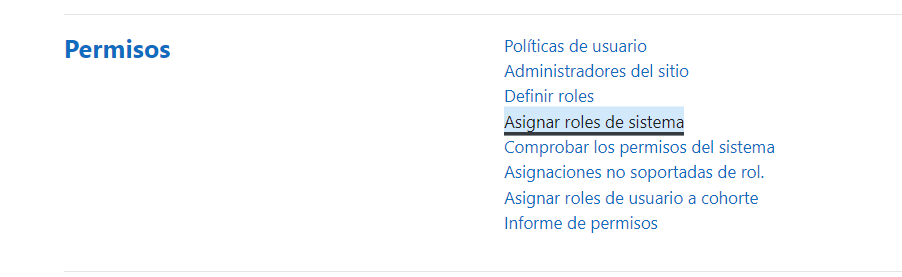 Permisos
Políticas de usuario
Administradores del sitio
Definir roles
Asignar roles de sistema
Comprobar los permisos del sistema
Asignaciones no soportadas de rol.
Asignar roles de usuario a cohorte
Informe de permisos